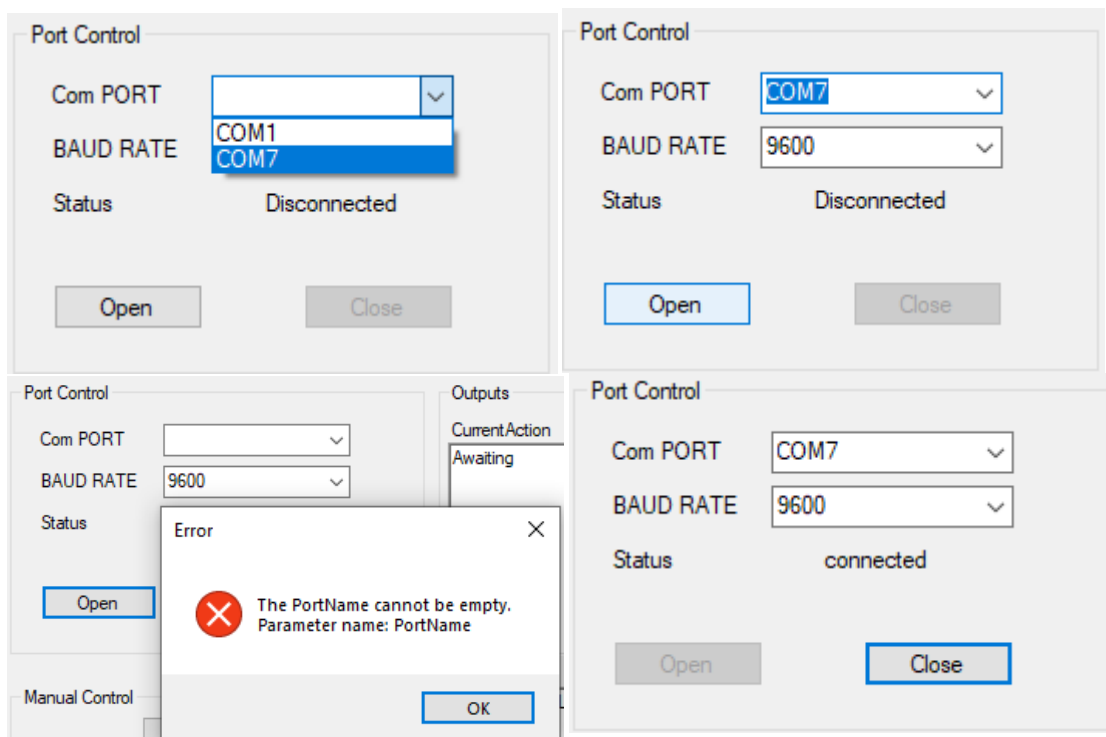 Port Control
Com PORT
COM1
COM7
BAUD RATE
Status Disconnected
Open Close
Port Control
Com PORT COM7
BAUD RATE 9600
Status Disconnected
Open Close
Port Control
Com PORT
BAUD RATE 9600
Status
Open
Outputs
CurrentAction
Awaiting
Error
The PortName cannot be empty.
Parameter name: PortName
OK
Manual Control
Port Control
Com PORT COM7
BAUD RATE 9600
Status connected
Open Close